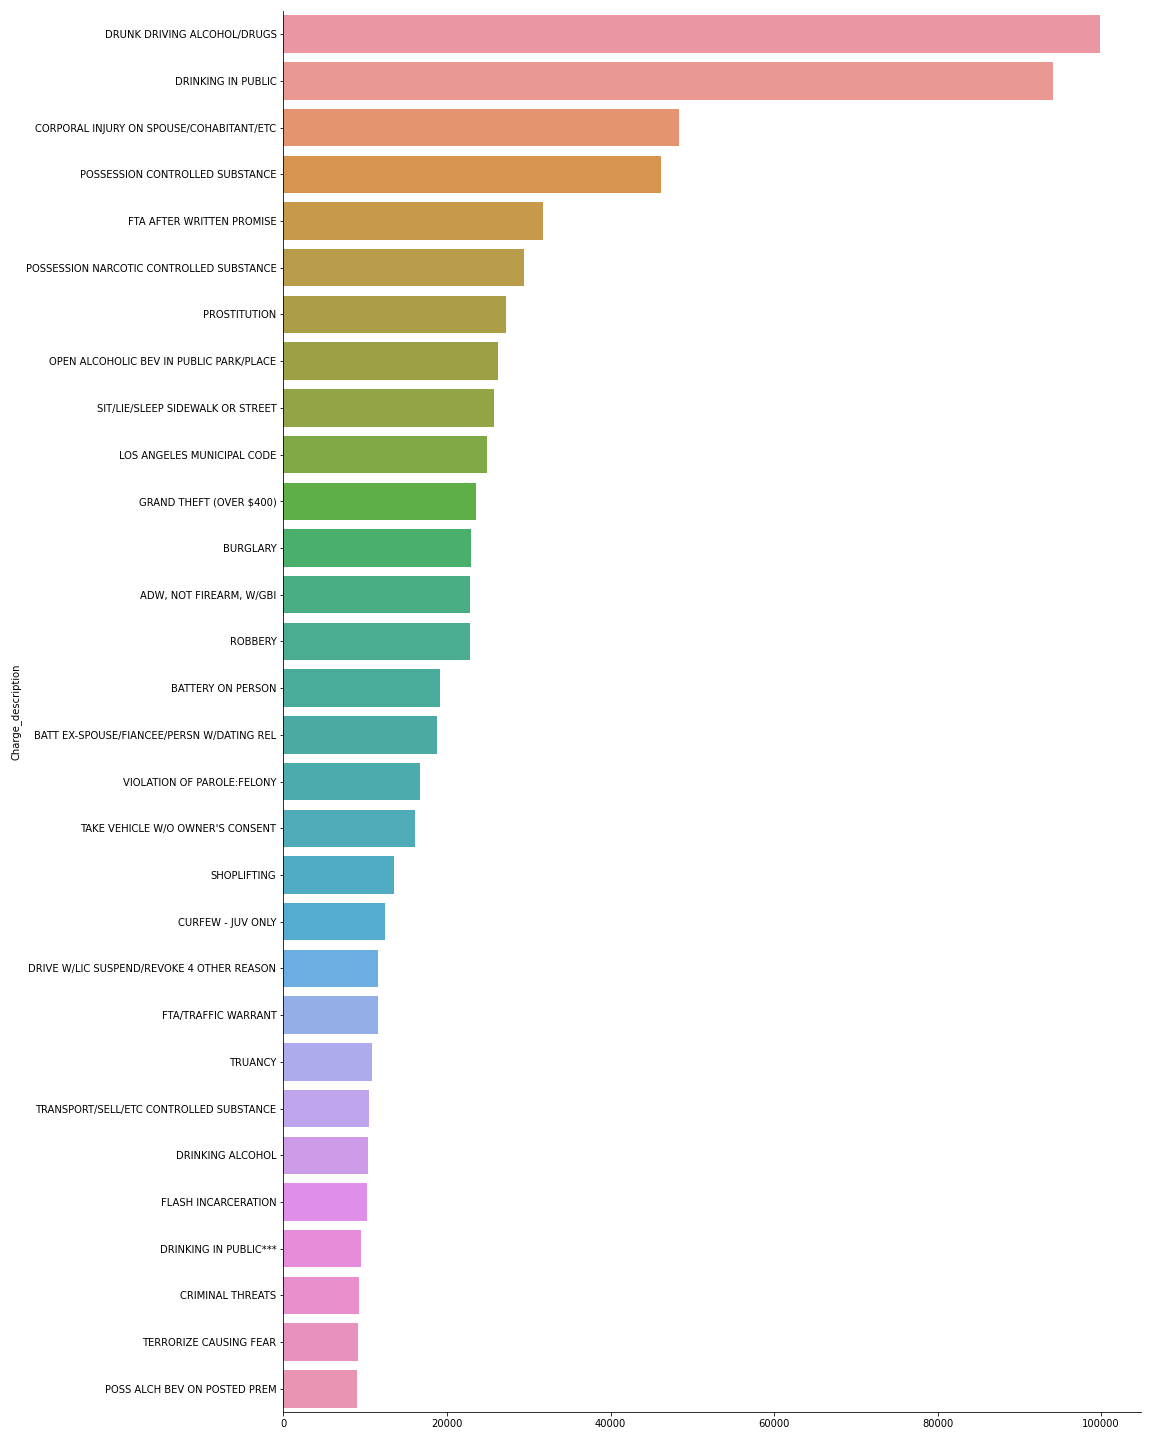 DRUNK DRIVING ALCOHOL/DRUGS
DRINKING IN PUBLIC
CORPORAL INJURY ON SPOUSE/COHABITANT/ETC
POSSESSION CONTROLLED SUBSTANCE
FTA AFTER WRITTEN PROMISE
POSSESSION NARCOTIC CONTROLLED SUBSTANCE
PROSTITUTION
OPEN ALCOHOLIC BEV IN PUBLIC PARK/PLACE
SIT/LIE/SLEEP SIDEWALK OR STREET
LOS ANGELES MUNICIPAL CODE
GRAND THEFT (OVER $400)
BURGLARY
ADW, NOT FIREARM, W/GBI
ROBBERY
BATTERY ON PERSON
BATT EX-SPOUSE/FIANCEE/PERSN W/DATING REL
VIOLATION OF PAROLE:FELONY
TAKE VEHICLE W/O OWNER'S CONSENT
SHOPLIFTING
CURFEW - JUV ONLY
DRIVE W/LIC SUSPEND/REVOKE 4 OTHER REASON
FTA/TRAFFIC WARRANT
TRUANCY
TRANSPORT/SELL/ETC CONTROLLED SUBSTANCE
DRINKING ALCOHOL
FLASH INCARCERATION
DRINKING IN PUBLIC***
CRIMINAL THREATS
TERRORIZE CAUSING FEAR
POSS ALCH BEV ON POSTED PREM
Charge_description
0 20000 40000 60000 80000 100000